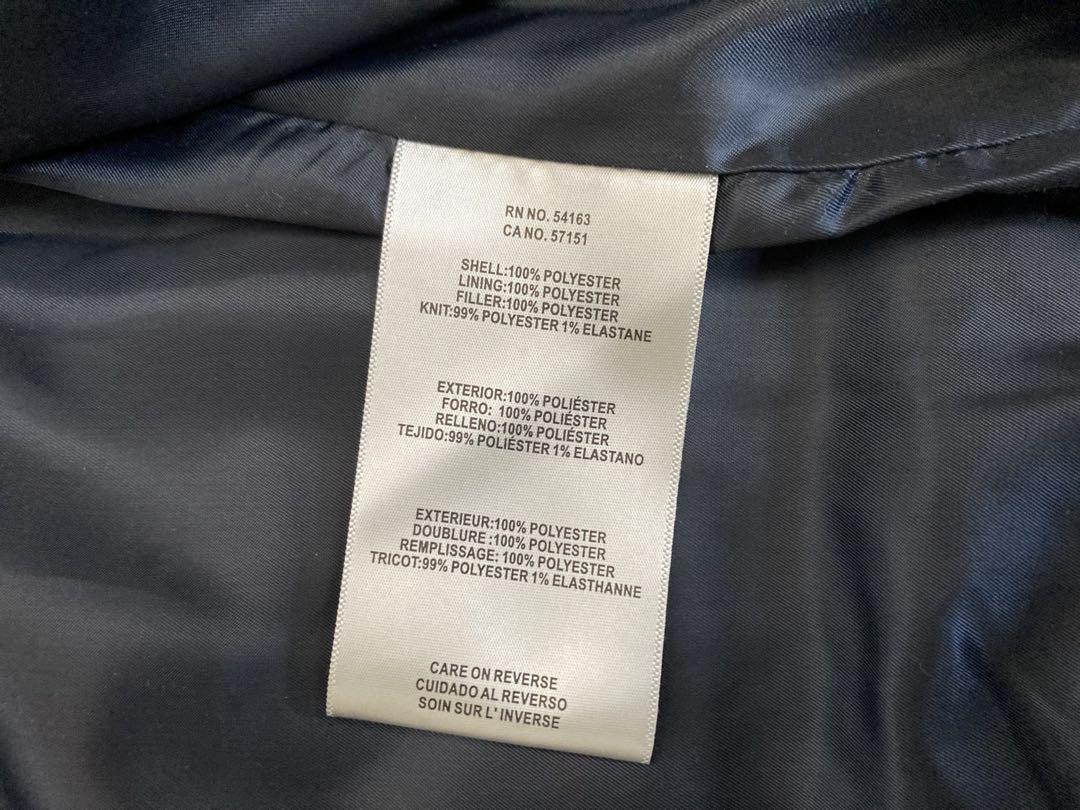 RN NO. 54163
CA NO. 57151
SHELL:100% POLYESTER
LINING:100% POLYESTER
FILLER:100% POLYESTER
KNIT:99% POLYESTER 1% ELASTANE
EXTERIOR:100% POLIÉSTER
FORRO: 100% POLIÉSTER
RELLENO:100% POLIÉSTER
TEJIDO:99% POLIÉSTER 1% ELASTANO
EXTERIEUR:100% POLYESTER
DOUBLURE :100% POLYESTER
REMPLISSAGE: 100% POLYESTER
TRICOT:99% POLYESTER 1% ELASTHANNE
CARE ON REVERSE
CUIDADO AL REVERSO
SOIN SUR L' INVERSE